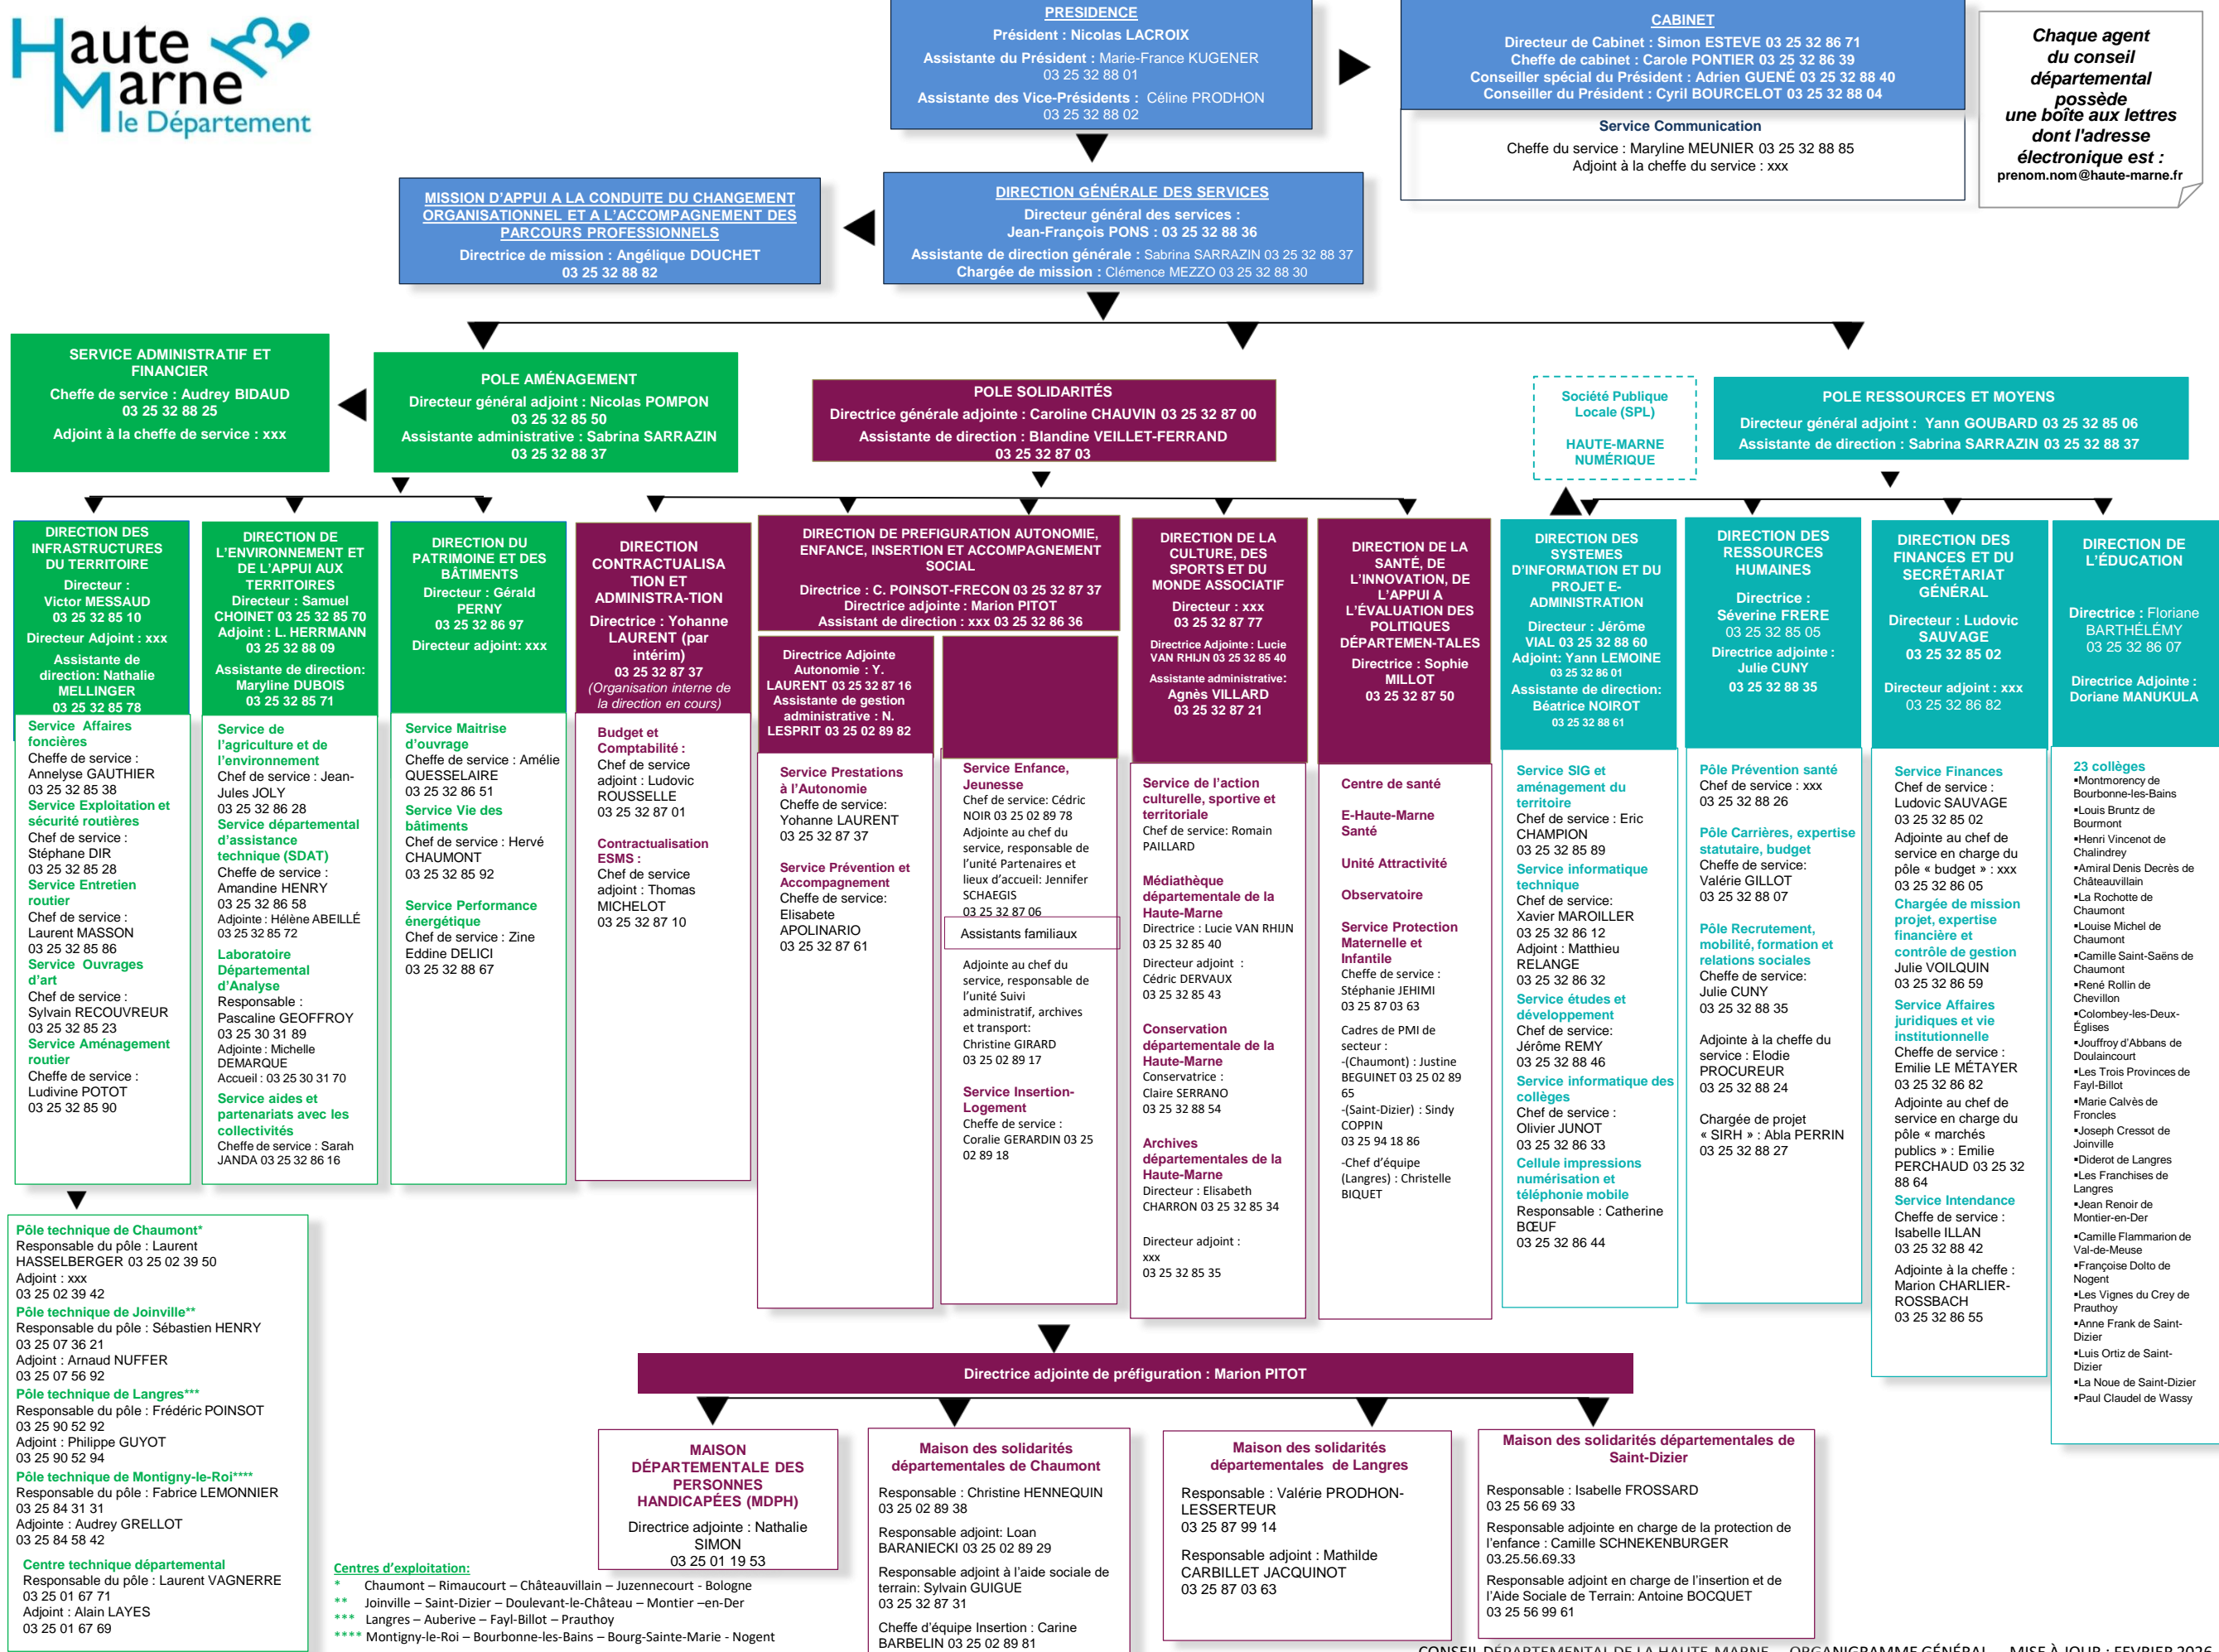 Haute
Marne
le Département
PRESIDENCE
Président : Nicolas LACROIX
Assistante du Président : Marie-France KUGENER
03 25 32 88 01
Assistante des Vice-Présidents : Céline PRODHON
03 25 32 88 02
CABINET
Directeur de Cabinet : Simon ESTEVE 03 25 32 86 71
Cheffe de cabinet : Carole PONTIER 03 25 32 86 39
Conseiller spécial du Président : Adrien GUENÉ 03 25 32 88 40
Conseiller du Président : Cyril BOURCELOT 03 25 32 88 04
Service Communication
Cheffe du service : Maryline MEUNIER 03 25 32 88 85
Adjoint à la cheffe du service : xxx
Chaque agent
du conseil
départemental
possède
une boîte aux lettres
dont l'adresse
électronique est :
prenom.nom@haute-marne.fr
MISSION D'APPUI A LA CONDUITE DU CHANGEMENT
ORGANISATIONNEL ET A L'ACCOMPAGNEMENT DES
PARCOURS PROFESSIONNELS
Directrice de mission : Angélique DOUCHET
03 25 32 88 82
DIRECTION GÉNÉRALE DES SERVICES
Directeur général des services :
Jean-François PONS : 03 25 32 88 36
Assistante de direction générale : Sabrina SARRAZIN 03 25 32 88 37
Chargée de mission : Clémence MEZZO 03 25 32 88 30
SERVICE ADMINISTRATIF ET
FINANCIER
Cheffe de service : Audrey BIDAUD
03 25 32 88 25
Adjoint à la cheffe de service : xxx
POLE AMÉNAGEMENT
Directeur général adjoint : Nicolas POMPON
03 25 32 85 50
Assistante administrative : Sabrina SARRAZIN
03 25 32 88 37
POLE SOLIDARITÉS
Directrice générale adjointe : Caroline CHAUVIN 03 25 32 87 00
Assistante de direction : Blandine VEILLET-FERRAND
03 25 32 87 03
Société Publique
Locale (SPL)
HAUTE-MARNE
NUMÉRIQUE
POLE RESSOURCES ET MOYENS
Directeur général adjoint : Yann GOUBARD 03 25 32 85 06
Assistante de direction : Sabrina SARRAZIN 03 25 32 88 37
DIRECTION DES
INFRASTRUCTURES
DU TERRITOIRE
Directeur :
Victor MESSAUD
03 25 32 85 10
Directeur Adjoint : xxx
Assistante de
direction: Nathalie
MELLINGER
03 25 32 85 78
Service Affaires
foncières
Cheffe de service :
Annelyse GAUTHIER
03 25 32 85 38
Service Exploitation et
sécurité routières
Chef de service :
Stéphane DIR
03 25 32 85 28
Service Entretien
routier
Chef de service :
Laurent MASSON
03 25 32 85 86
Service Ouvrages
d'art
Chef de service :
Sylvain RECOUVREUR
03 25 32 85 23
Service Aménagement
routier
Cheffe de service :
Ludivine POTOT
03 25 32 85 90
DIRECTION DE
L'ENVIRONNEMENT ET
DE L'APPUI AUX
TERRITOIRES
Directeur : Samuel
CHOINET 03 25 32 85 70
Adjoint : L. HERRMANN
03 25 32 88 09
Assistante de direction:
Maryline DUBOIS
03 25 32 85 71
Service de
l'agriculture et de
l'environnement
Chef de service : Jean-
Jules JOLY
03 25 32 86 28
Service départemental
d'assistance
technique (SDAT)
Cheffe de service :
Amandine HENRY
03 25 32 86 58
Adjointe : Hélène ABEILLÉ
03 25 32 85 72
Laboratoire
Départemental
d'Analyse
Responsable :
Pascaline GEOFFROY
03 25 30 31 89
Adjointe : Michelle
DEMARQUE
Accueil : 03 25 30 31 70
Service aides et
partenariats avec les
collectivités
Cheffe de service : Sarah
JANDA 03 25 32 86 16
DIRECTION DU
PATRIMOINE ET DES
BÂTIMENTS
Directeur : Gérald
PERNY
03 25 32 86 97
Directeur adjoint: xxx
Service Maitrise
d'ouvrage
Cheffe de service : Amélie
QUESSELAIRE
03 25 32 86 51
Service Vie des
bâtiments
Chef de service : Hervé
CHAUMONT
03 25 32 85 92
Service Performance
énergétique
Chef de service : Zine
Eddine DELICI
03 25 32 88 67
DIRECTION
CONTRACTUALISA
TION ET
ADMINISTRA-TION
Directrice : Yohanne
LAURENT (par
intérim)
03 25 32 87 37
(Organisation interne de
la direction en cours)
Budget et
Comptabilité :
Chef de service
adjoint : Ludovic
ROUSSELLE
03 25 32 87 01
Contractualisation
ESMS :
Chef de service
adjoint : Thomas
MICHELOT
03 25 32 87 10
DIRECTION DE PREFIGURATION AUTONOMIE,
ENFANCE, INSERTION ET ACCOMPAGNEMENT
SOCIAL
Directrice : C. POINSOT-FRECON 03 25 32 87 37
Directrice adjointe : Marion PITOT
Assistant de direction : xxx 03 25 32 86 36
Directrice Adjointe
Autonomie : Y.
LAURENT 03 25 32 87 16
Assistante de gestion
administrative : N.
LESPRIT 03 25 02 89 82
Service Prestations
à l'Autonomie
Cheffe de service:
Yohanne LAURENT
03 25 32 87 37
Service Prévention et
Accompagnement
Cheffe de service:
Elisabete
APOLINARIO
03 25 32 87 61
Service Enfance,
Jeunesse
Chef de service: Cédric
NOIR 03 25 02 89 78
Adjointe au chef du
service, responsable de
l'unité Partenaires et
lieux d'accueil: Jennifer
SCHAEGIS
03 25 32 87 06
Assistants familiaux
Adjointe au chef du
service, responsable de
l'unité Suivi
administratif, archives
et transport:
Christine GIRARD
03 25 02 89 17
Service Insertion-
Logement
Cheffe de service :
Coralie GERARDIN 03 25
02 89 18
DIRECTION DE LA
CULTURE, DES
SPORTS ET DU
MONDE ASSOCIATIF
Directeur : xxx
03 25 32 87 77
Directrice Adjointe : Lucie
VAN RHIJN 03 25 32 85 40
Assistante administrative:
Agnès VILLARD
03 25 32 87 21
Service de l'action
culturelle, sportive et
territoriale
Chef de service: Romain
PAILLARD
Médiathèque
départementale de la
Haute-Marne
Directrice : Lucie VAN RHIJN
03 25 32 85 40
Directeur adjoint :
Cédric DERVAUX
03 25 32 85 43
Conservation
départementale de la
Haute-Marne
Conservatrice :
Claire SERRANO
03 25 32 88 54
Archives
départementales de la
Haute-Marne
Directeur : Elisabeth
CHARRON 03 25 32 85 34
Directeur adjoint :
xxx
03 25 32 85 35
DIRECTION DE LA
SANTÉ, DE
L'INNOVATION, DE
L'APPUI A
L'ÉVALUATION DES
POLITIQUES
DÉPARTEMEN-TALES
Directrice : Sophie
MILLOT
03 25 32 87 50
Centre de santé
E-Haute-Marne
Santé
Unité Attractivité
Observatoire
Service Protection
Maternelle et
Infantile
Cheffe de service :
Stéphanie JEHIMI
03 25 87 03 63
Cadres de PMI de
secteur :
-(Chaumont) : Justine
BEGUINET 03 25 02 89
65
-(Saint-Dizier) : Sindy
COPPIN
03 25 94 18 86
-Chef d'équipe
(Langres) : Christelle
BIQUET
DIRECTION DES
SYSTEMES
D'INFORMATION ET DU
PROJET E-
ADMINISTRATION
Directeur : Jérôme
VIAL 03 25 32 88 60
Adjoint: Yann LEMOINE
03 25 32 86 01
Assistante de direction:
Béatrice NOIROT
03 25 32 88 61
Service SIG et
aménagement du
territoire
Chef de service : Eric
CHAMPION
03 25 32 85 89
Service informatique
technique
Chef de service:
Xavier MAROILLER
03 25 32 86 12
Adjoint : Matthieu
RELANGE
03 25 32 86 32
Service études et
développement
Chef de service:
Jérôme REMY
03 25 32 88 46
Service informatique des
collèges
Chef de service :
Olivier JUNOT
03 25 32 86 33
Cellule impressions
numérisation et
téléphonie mobile
Responsable : Catherine
BŒUF
03 25 32 86 44
DIRECTION DES
RESSOURCES
HUMAINES
Directrice :
Séverine FRERE
03 25 32 85 05
Directrice adjointe :
Julie CUNY
03 25 32 88 35
Pôle Prévention santé
Chef de service : xxx
03 25 32 88 26
Pôle Carrières, expertise
statutaire, budget
Cheffe de service:
Valérie GILLOT
03 25 32 88 07
Pôle Recrutement,
mobilité, formation et
relations sociales
Cheffe de service:
Julie CUNY
03 25 32 88 35
Adjointe à la cheffe du
service : Elodie
PROCUREUR
03 25 32 88 24
Chargée de projet
« SIRH » : Abla PERRIN
03 25 32 88 27
DIRECTION DES
FINANCES ET DU
SECRÉTARIAT
GÉNÉRAL
Directeur : Ludovic
SAUVAGE
03 25 32 85 02
Directeur adjoint : xxx
03 25 32 86 82
Service Finances
Chef de service :
Ludovic SAUVAGE
03 25 32 85 02
Adjointe au chef de
service en charge du
pôle « budget » : xxx
03 25 32 86 05
Chargée de mission
projet, expertise
financière et
contrôle de gestion
Julie VOILQUIN
03 25 32 86 59
Service Affaires
juridiques et vie
institutionnelle
Cheffe de service :
Emilie LE MÉTAYER
03 25 32 86 82
Adjointe au chef de
service en charge du
pôle « marchés
publics » : Emilie
PERCHAUD 03 25 32
88 64
Service Intendance
Cheffe de service :
Isabelle ILLAN
03 25 32 88 42
Adjointe à la cheffe :
Marion CHARLIER-
ROSSBACH
03 25 32 86 55
DIRECTION DE
L'ÉDUCATION
Directrice : Floriane
BARTHÉLÉMY
03 25 32 86 07
Directrice Adjointe :
Doriane MANUKULA
23 collèges
▪Montmorency de
Bourbonne-les-Bains
▪Louis Bruntz de
Bourmont
▪Henri Vincenot de
Chalindrey
▪Amiral Denis Decrès de
Châteauvillain
▪La Rochotte de
Chaumont
▪Louise Michel de
Chaumont
▪Camille Saint-Saëns de
Chaumont
▪René Rollin de
Chevillon
▪Colombey-les-Deux-
Églises
▪Jouffroy d'Abbans de
Doulaincourt
▪Les Trois Provinces de
Fayl-Billot
▪Marie Calvès de
Froncles
▪Joseph Cressot de
Joinville
▪Diderot de Langres
▪Les Franchises de
Langres
▪Jean Renoir de
Montier-en-Der
▪Camille Flammarion de
Val-de-Meuse
▪Françoise Dolto de
Nogent
▪Les Vignes du Crey de
Prauthoy
▪Anne Frank de Saint-
Dizier
▪Luis Ortiz de Saint-
Dizier
▪La Noue de Saint-Dizier
▪Paul Claudel de Wassy
Pôle technique de Chaumont*
Responsable du pôle : Laurent
HASSELBERGER 03 25 02 39 50
Adjoint : xxx
03 25 02 39 42
Pôle technique de Joinville**
Responsable du pôle : Sébastien HENRY
03 25 07 36 21
Adjoint : Arnaud NUFFER
03 25 07 56 92
Pôle technique de Langres***
Responsable du pôle : Frédéric POINSOT
03 25 90 52 92
Adjoint : Philippe GUYOT
03 25 90 52 94
Pôle technique de Montigny-le-Roi****
Responsable du pôle : Fabrice LEMONNIER
03 25 84 31 31
Adjointe : Audrey GRELLOT
03 25 84 58 42
Centre technique départemental
Responsable du pôle : Laurent VAGNERRE
03 25 01 67 71
Adjoint : Alain LAYES
03 25 01 67 69
Centres d'exploitation:
* Chaumont – Rimaucourt – Châteauvillain – Juzennecourt - Bologne
** Joinville – Saint-Dizier – Doulevant-le-Château – Montier –en-Der
*** Langres – Auberive – Fayl-Billot – Prauthoy
**** Montigny-le-Roi – Bourbonne-les-Bains – Bourg-Sainte-Marie - Nogent
Directrice adjointe de préfiguration : Marion PITOT
MAISON
DÉPARTEMENTALE DES
PERSONNES
HANDICAPÉES (MDPH)
Directrice adjointe : Nathalie
SIMON
03 25 01 19 53
Maison des solidarités
départementales de Chaumont
Responsable : Christine HENNEQUIN
03 25 02 89 38
Responsable adjoint: Loan
BARANIECKI 03 25 02 89 29
Responsable adjoint à l'aide sociale de
terrain: Sylvain GUIGUE
03 25 32 87 31
Cheffe d'équipe Insertion : Carine
BARBELIN 03 25 02 89 81
Maison des solidarités
départementales de Langres
Responsable : Valérie PRODHON-
LESSERTEUR
03 25 87 99 14
Responsable adjoint : Mathilde
CARBILLET JACQUINOT
03 25 87 03 63
Maison des solidarités départementales de
Saint-Dizier
Responsable : Isabelle FROSSARD
03 25 56 69 33
Responsable adjointe en charge de la protection de
l'enfance : Camille SCHNEKENBURGER
03.25.56.69.33
Responsable adjoint en charge de l'insertion et de
l'Aide Sociale de Terrain: Antoine BOCQUET
03 25 56 99 61
CONSEIL DÉPARTEMENTAL DE LA HAUTE-MARNE – ORGANIGRAMME GÉNÉRAL – MISE À JOUR : FEVRIER 2026